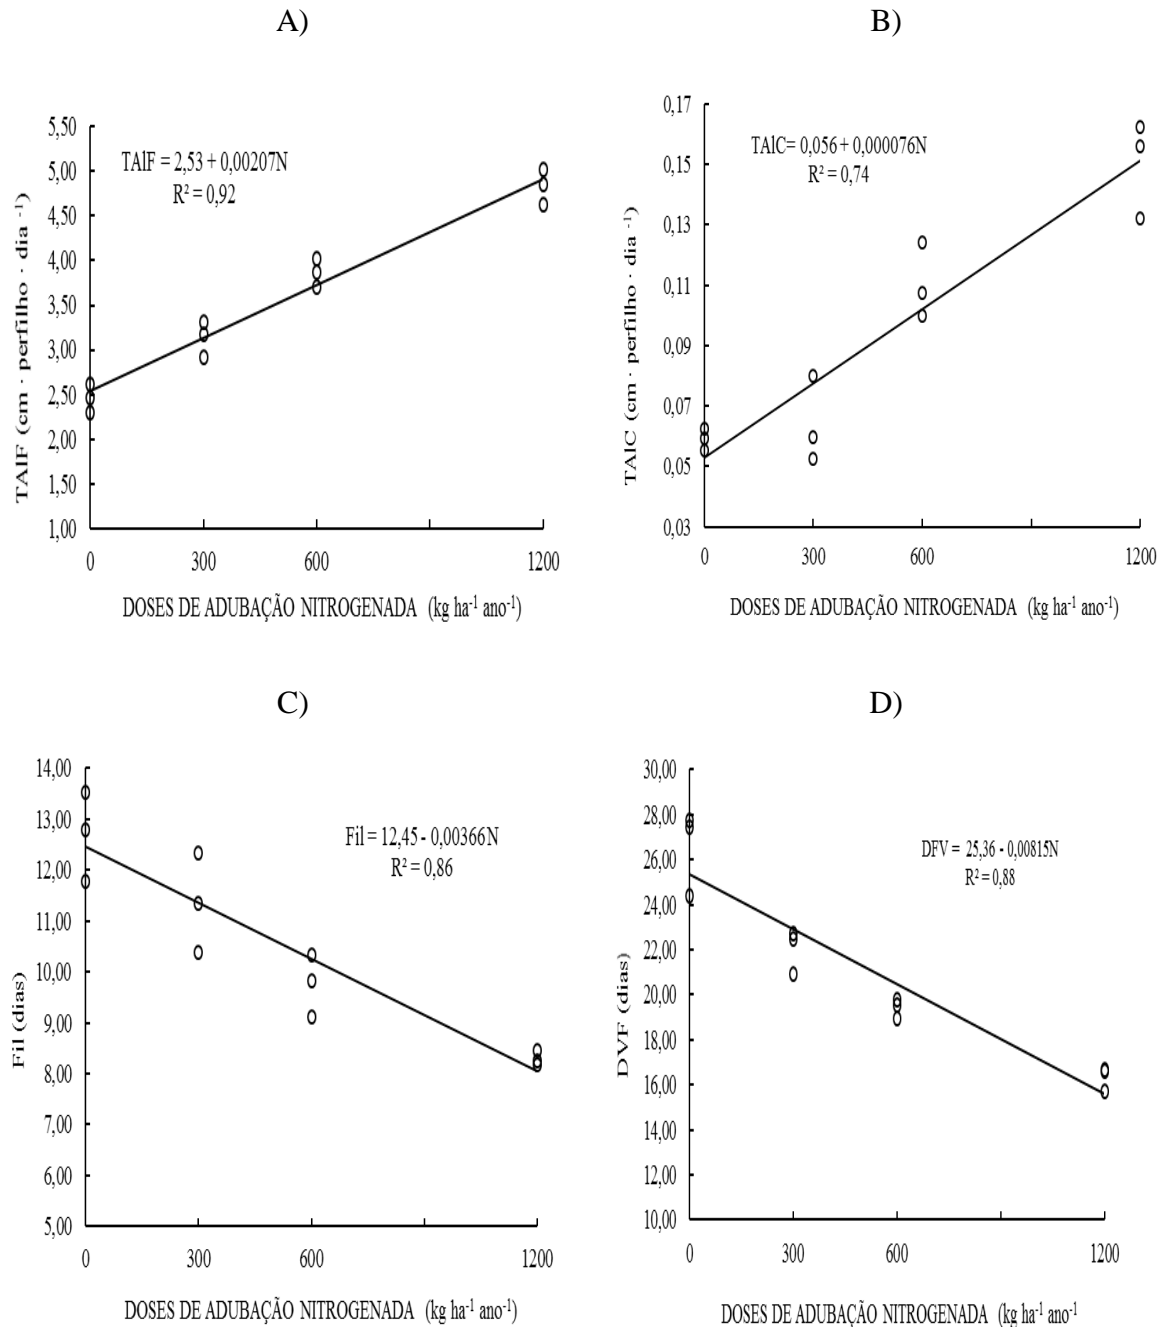 A)
TAlF (cm · perfilho · dia -1)
5,50
5,00
4,50
4,00
3,50
3,00
2,50
2,00
1,50
1,00
TAlF = 2,53 + 0,00207N
R² = 0,92
0 300 600 1200
DOSES DE ADUBAÇÃO NITROGENADA (kg ha-1 ano-1)
B)
TAlC (cm · perfilho · dia -1)
0,17
0,15
0,13
0,11
0,09
0,07
0,05
0,03
TAlC= 0,056 + 0,000076N
R² = 0,74
0 300 600 1200
DOSES DE ADUBAÇÃO NITROGENADA (kg ha-1 ano-1)
C)
Fil (dias)
14,00
13,00
12,00
11,00
10,00
9,00
8,00
7,00
6,00
5,00
Fil = 12,45 - 0,00366N
R² = 0,86
0 300 600 1200
DOSES DE ADUBAÇÃO NITROGENADA (kg ha-1 ano-1)
D)
DVF (dias)
30,00
28,00
26,00
24,00
22,00
20,00
18,00
16,00
14,00
12,00
10,00
DFV = 25,36 - 0,00815N
R² = 0,88
0 300 600 1200
DOSES DE ADUBAÇÃO NITROGENADA (kg ha-1 ano-1